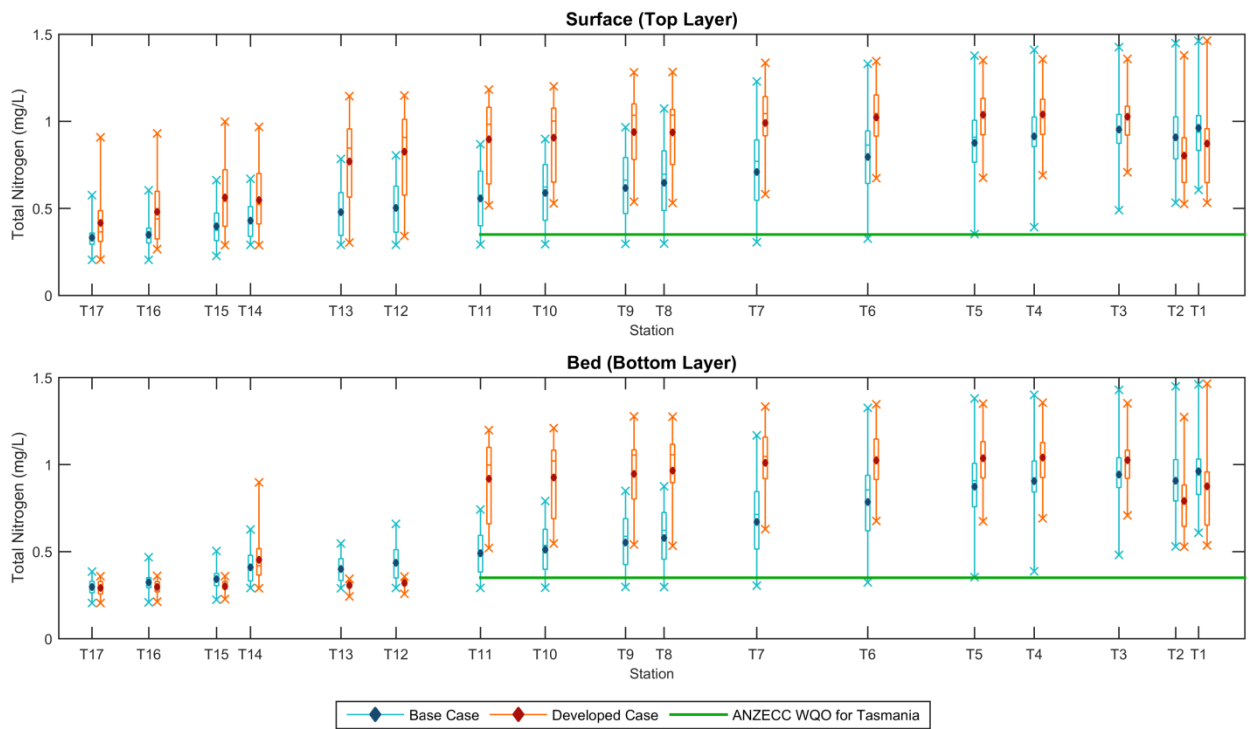 Surface (Top Layer)
Total Nitrogen (mg/L)
1.5
1
0.5
0
T17 T16 T15 T14 T13 T12 T11 T10 T9 T8 T7 T6 T5 T4 T3 T2 T1
Station
Bed (Bottom Layer)
Total Nitrogen (mg/L)
1.5
1
0.5
0
T17 T16 T15 T14 T13 T12 T11 T10 T9 T8 T7 T6 T5 T4 T3 T2 T1
Station
Base Case Developed Case ANZECC WQO for Tasmania